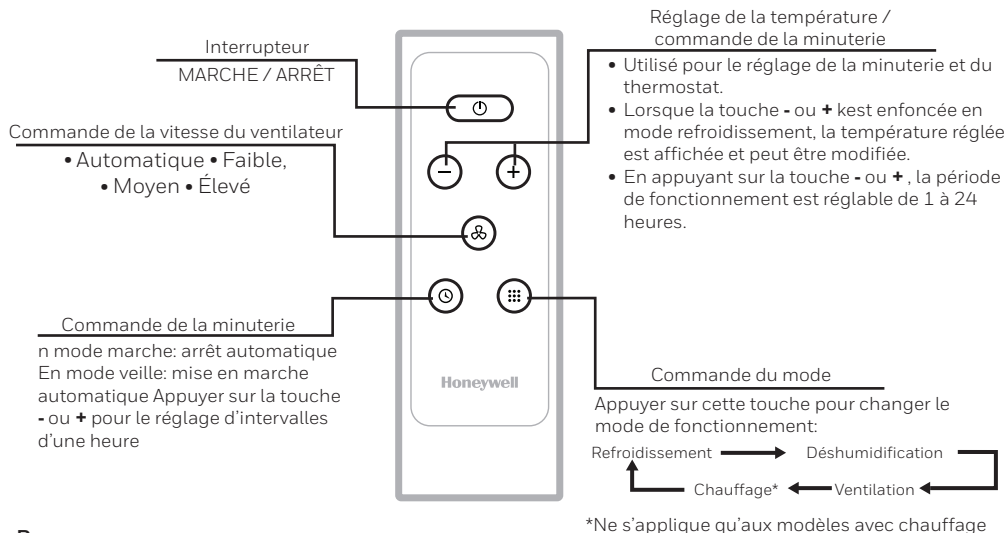 Interrupteur
MARCHE / ARRÊT
Commande de la vitesse du ventilateur
• Automatique • Faible,
• Moyen • Élevé
Commande de la minuterie
n mode marche: arrêt automatique
En mode veille: mise en marche
automatique Appuyer sur la touche
- ou + pour le réglage d'intervalles
d'une heure
Honeywell
Réglage de la température /
commande de la minuterie
• Utilisé pour le réglage de la minuterie et du
thermostat.
• Lorsque la touche - ou + kest enfoncée en
mode refroidissement, la température réglée
est affichée et peut être modifiée.
• En appuyant sur la touche - ou + , la période
de fonctionnement est réglable de 1 à 24
heures.
Commande du mode
Appuyer sur cette touche pour changer le
mode de fonctionnement:
Refroidissement Déshumidification
Chauffage* Ventilation
*Ne s'applique qu'aux modèles avec chauffage